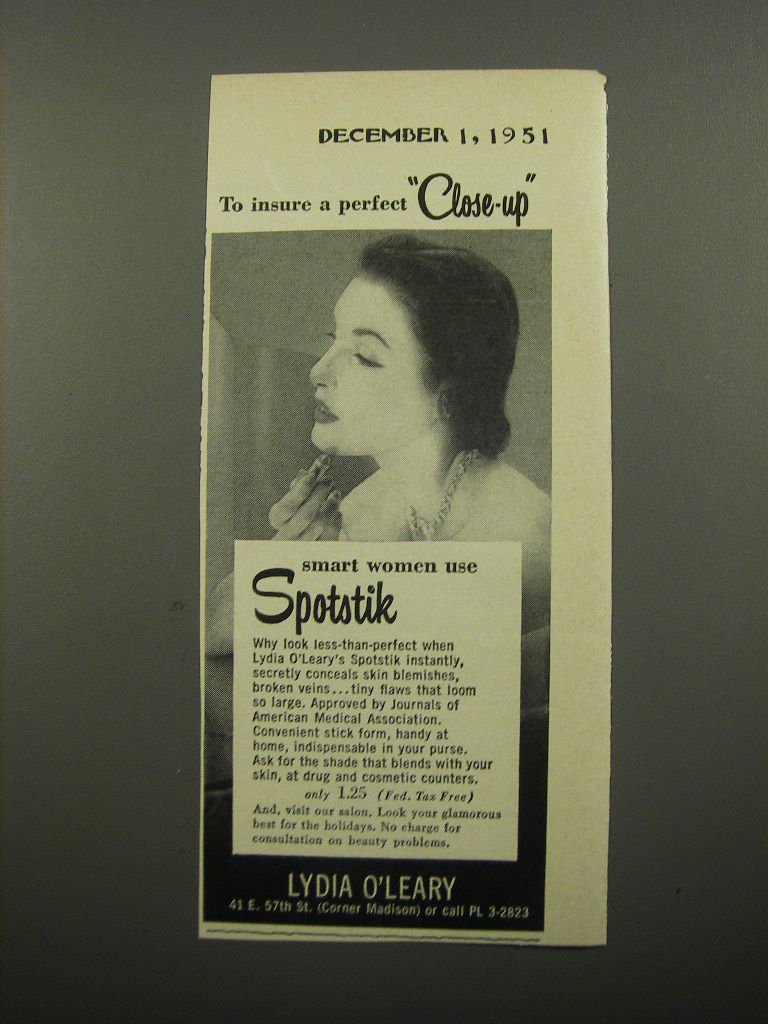 DECEMBER 1, 1951
To insure a perfect "Close-up"
smart women use
Spotstik
Why look less-than-perfect when
Lydia O'Leary's Spotstik instantly,
secretly conceals skin blemishes,
broken veins...tiny flaws that loom
so large. Approved by Journals of
American Medical Association.
Convenient stick form, handy at
home, indispensable in your purse.
Ask for the shade that blends with your
skin, at drug and cosmetic counters.
only 1.25 (Fed. Tax Free)
And, visit our salon. Look your glamorous
best for the holidays. No charge for
consultation on beauty problems.
LYDIA O'LEARY
41 E. 57th St. (Corner Madison) or call PL 3-2823